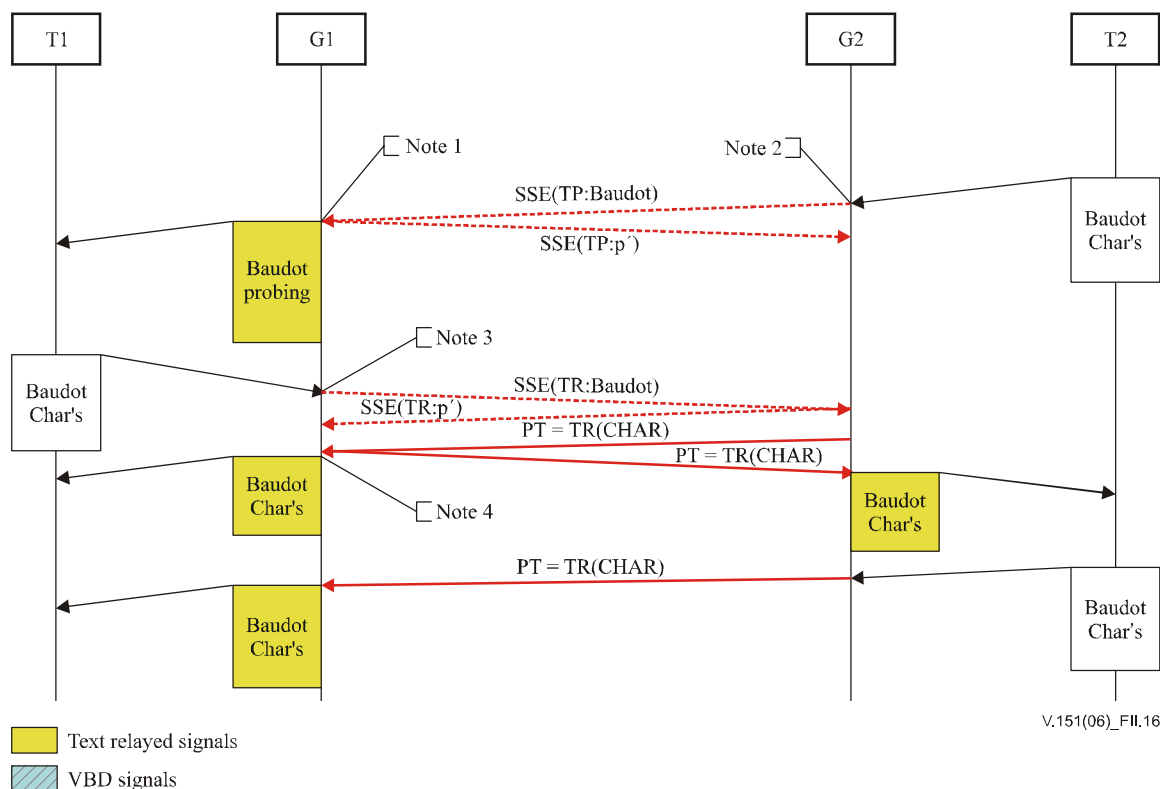 T1
G1
G2
T2
Note 1
Note 2
SSE(TP:Baudot)
SSE(TP:p´)
Baudot
Char's
Baudot
probing
Note 3
Baudot
Char's
SSE(TR:Baudot)
SSE(TR:p´)
PT = TR(CHAR)
PT = TR(CHAR)
Baudot
Char's
Note 4
Baudot
Char's
PT = TR(CHAR)
Baudot
Char's
Baudot
Char's
V.151(06)_FII.16
Text relayed signals
VBD signals